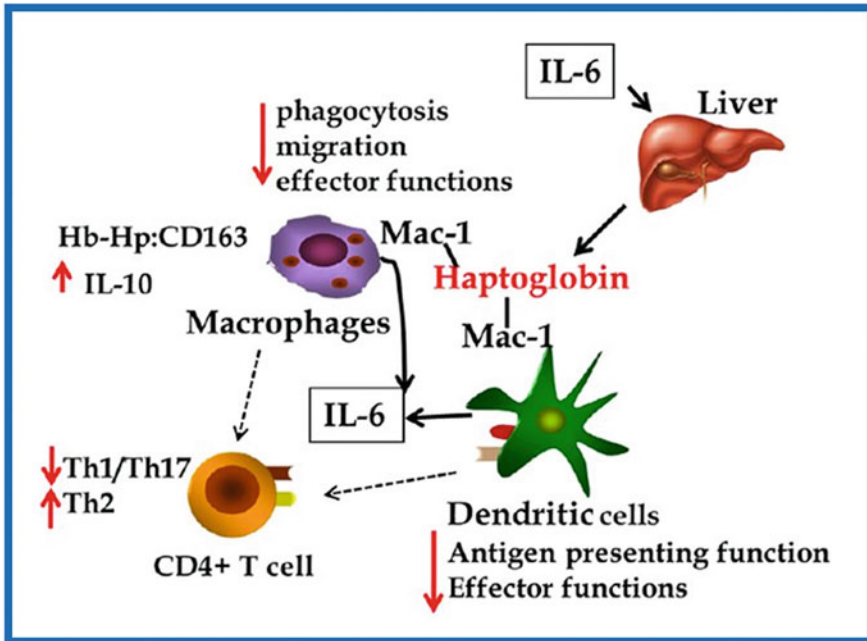 IL-6
Liver
phagocytosis
migration
effector functions
Hb-Hp:CD163
IL-10
Mac-1
Haptoglobin
Mac-1
Macrophages
IL-6
Th1/Th17
Th2
CD4+ T cell
Dendritic cells
Antigen presenting function
Effector functions